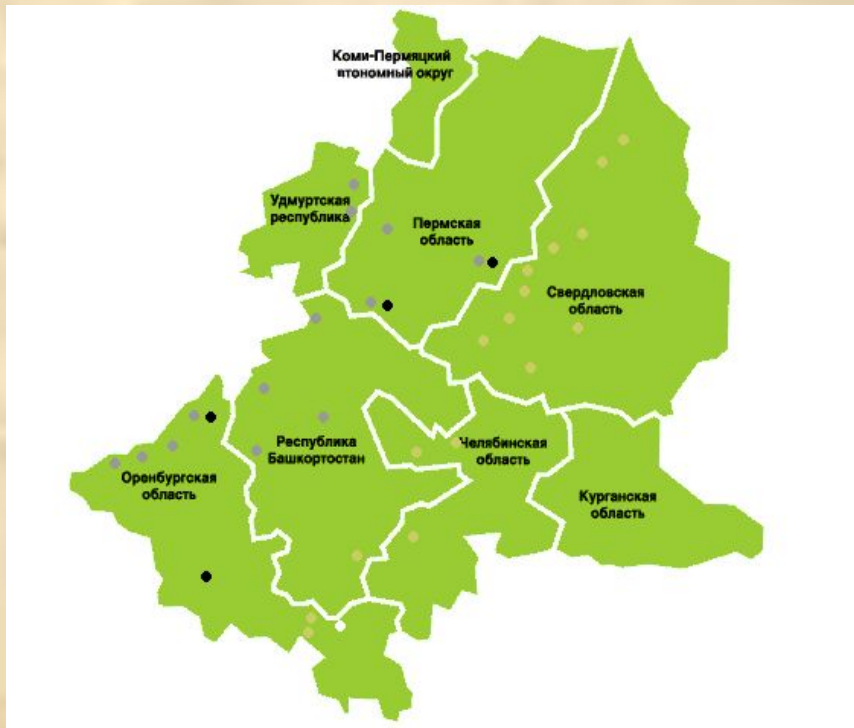 Коми-Пермяцкий
втономный округ
Удмуртская
республика
Пермская
область
Свердловская
область
Республика
Башкортостан
Челябинская
область
Оренбургская
область
Курганская
область